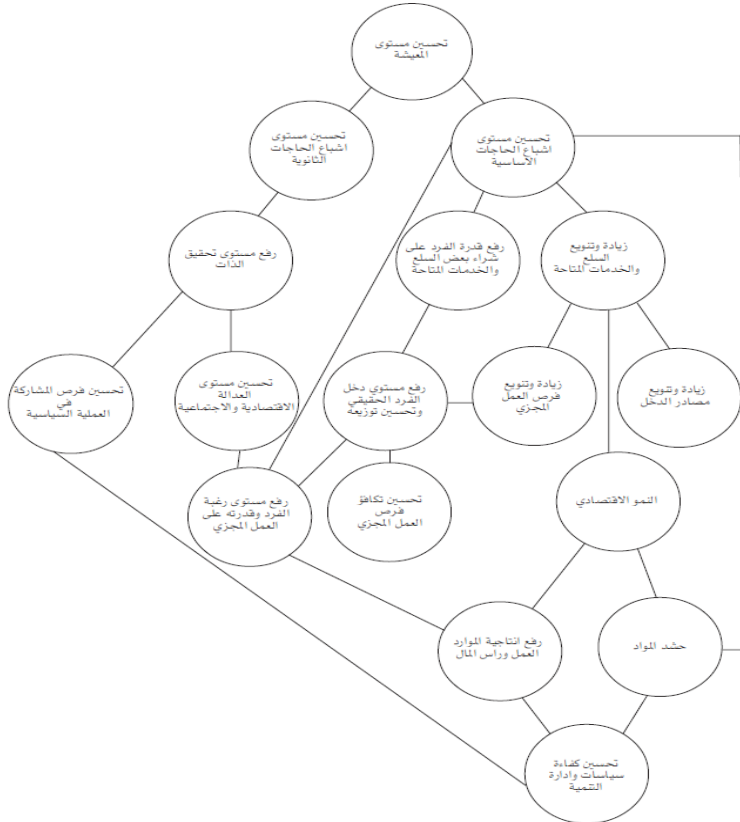 تحسين مستوى
المعيشة
تحسين مستوى
اشباع الحاجات
الثانوية
تحسين مستوى
اشباع الحاجات
الأساسية
رفع مستوى تحقيق
الذات
رفع قدرة الفرد على
شراء بعض السلع
والخدمات المتاحة
زيادة وتنويع
السلع
والخدمات المتاحة
تحسين فرص المشاركة
في
العملية السياسية
تحسين مستوى
العدالة
الاقتصادية والاجتماعية
رفع مستوي دخل
الفرد الحقيقي
وتحسين توزيعه
زيادة وتنويع
فرص العمل
المجزي
زيادة وتنويع
مصادر الدخل
رفع مستوى رغبة
الفرد وقدرته على
العمل المجزي
تحسين تكافؤ
فرص
العمل المجزي
النمو الاقتصادي
رفع انتاجية الموارد
العمل وراس المال
حشد المواد
تحسين كفاءة
سياسات وادارة
التنمية